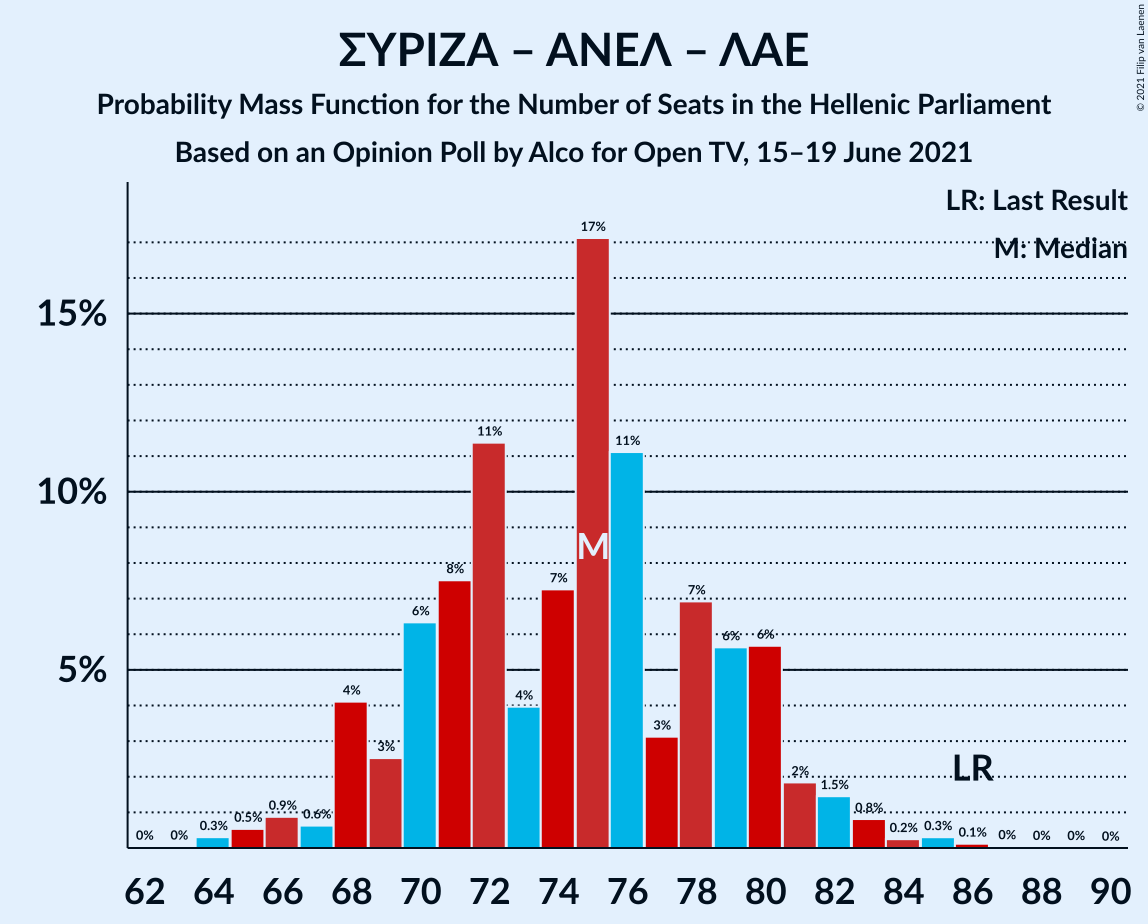 ΣΥΡΙΖΑ – ΑΝΕΛ – ΛΑΕ
Probability Mass Function for the Number of Seats in the Hellenic Parliament
Based on an Opinion Poll by Alco for Open TV, 15–19 June 2021
© 2021 Filip van Laenen
LR: Last Result
M: Median
15%
10%
5%
0% 0% 0.3% 0.5% 0.9% 0.6% 4% 3% 6% 8% 11% 4% 7% 17% 11% 3% 7% 6% 6% 2% 1.5% 0.8% 0.2% 0.3% 0.1% 0% 0% 0% 0%
M
LR
62 64 66 68 70 72 74 76 78 80 82 84 86 88 90